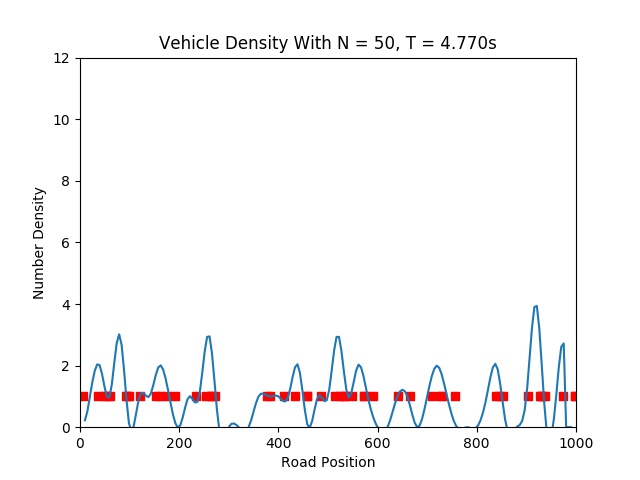 Vehicle Density With N = 50, T = 4.770s
12
10
8
6
4
2
0
Number Density
0 200 400 600 800 1000
Road Position